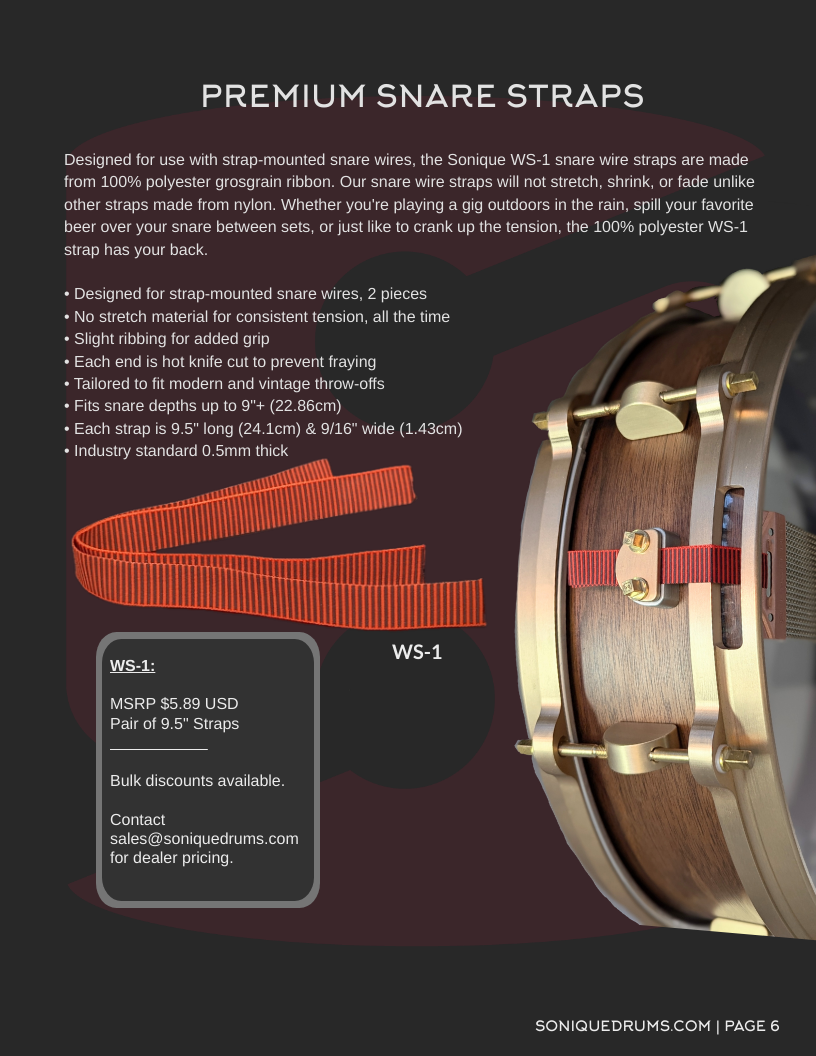 PREMIUM SNARE STRAPS
Designed for use with strap-mounted snare wires, the Sonique WS-1 snare wire straps are made
from 100% polyester grosgrain ribbon. Our snare wire straps will not stretch, shrink, or fade unlike
other straps made from nylon. Whether you're playing a gig outdoors in the rain, spill your favorite
beer over your snare between sets, or just like to crank up the tension, the 100% polyester WS-1
strap has your back.
• Designed for strap-mounted snare wires, 2 pieces
• No stretch material for consistent tension, all the time
• Slight ribbing for added grip
• Each end is hot knife cut to prevent fraying
• Tailored to fit modern and vintage throw-offs
• Fits snare depths up to 9"+ (22.86cm)
• Each strap is 9.5" long (24.1cm) & 9/16" wide (1.43cm)
• Industry standard 0.5mm thick
WS-1
WS-1:
MSRP $5.89 USD
Pair of 9.5" Straps
Bulk discounts available.
Contact
sales@soniquedrums.com
for dealer pricing.
SONIQUEDRUMS.COM | PAGE 6